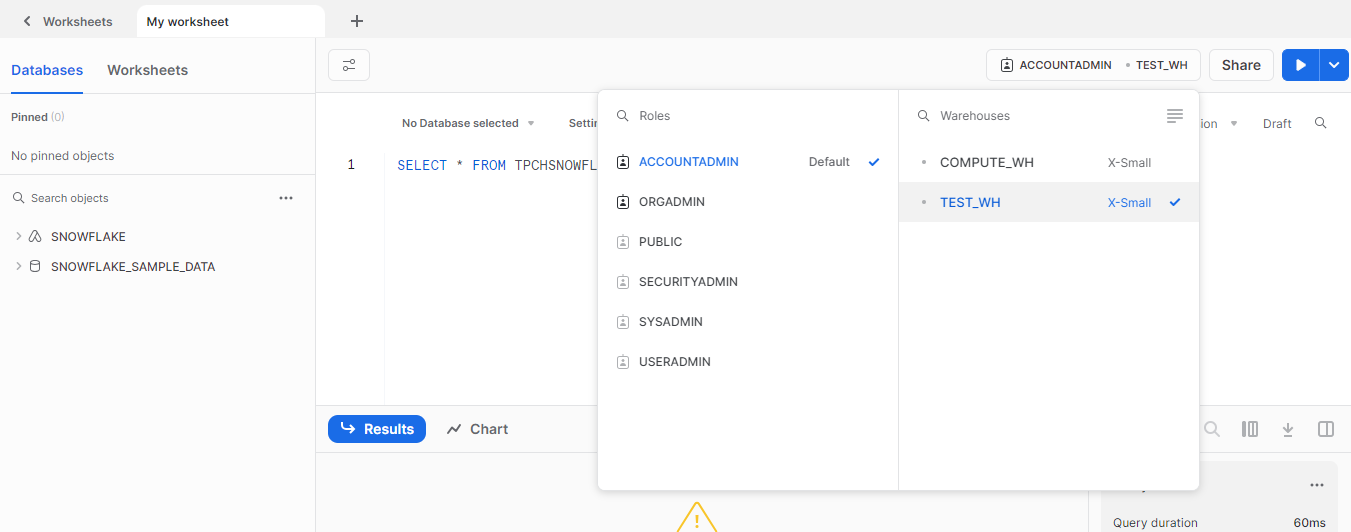 Worksheets
My worksheet
Databases
Worksheets
Pinned (0)
No pinned objects
Search objects
SNOWFLAKE
SNOWFLAKE_SAMPLE_DATA
ACCOUNTADMIN
TEST_WH
Share
No Database selected
Draft
1 SELECT * FROM TPCHSNOWFL
Roles
ACCOUNTADMIN Default
ORGADMIN
PUBLIC
SECURITYADMIN
SYSADMIN
USERADMIN
Warehouses
COMPUTE_WH X-Small
TEST_WH X-Small
Results
Chart
Query duration 60ms